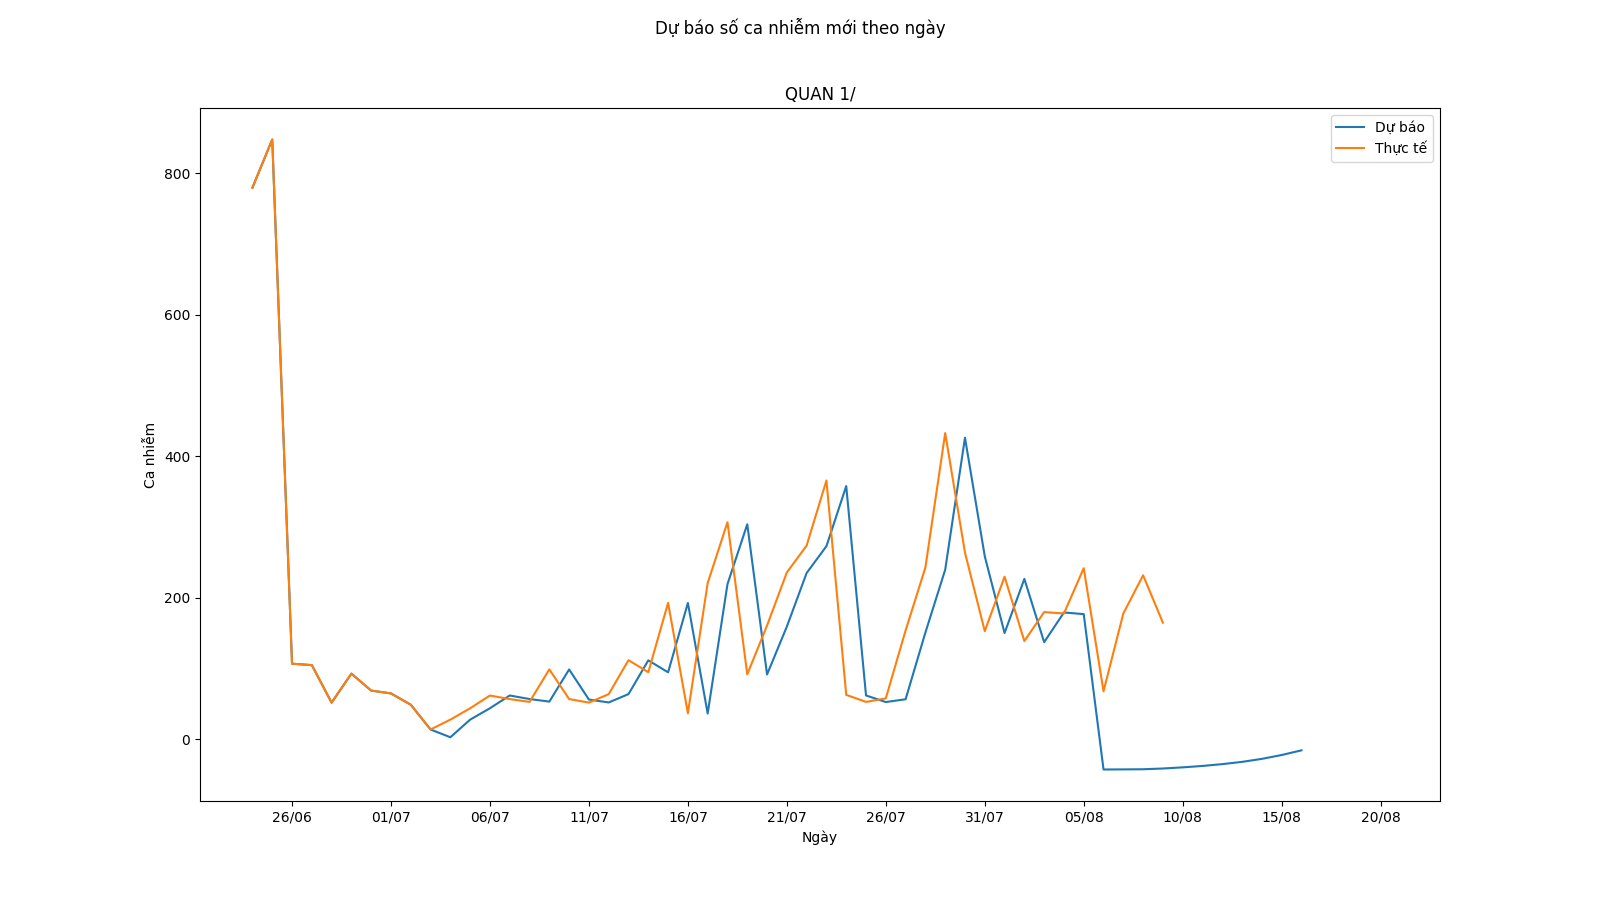 Dự báo số ca nhiễm mới theo ngày
QUAN 1/
Dự báo
Thực tế
800
600
400
200
0
Ca nhiễm
26/06 01/07 06/07 11/07 16/07 21/07 26/07 31/07 05/08 10/08 15/08 20/08
Ngày